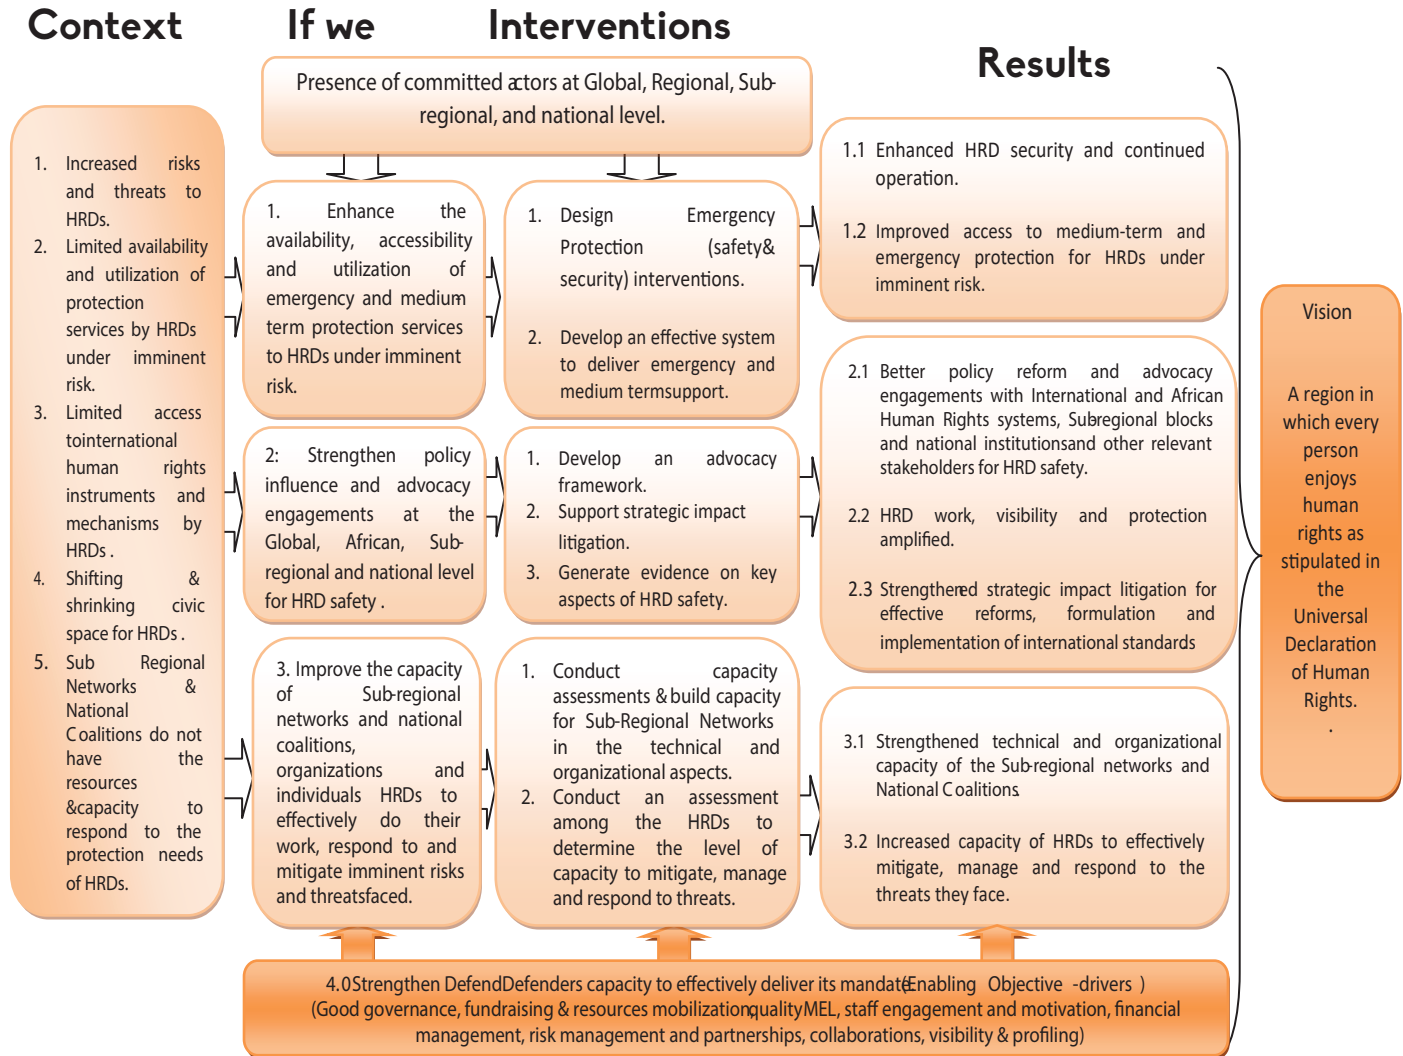 Context
If we
Interventions
Results
Presence of committed actors at Global, Regional, Sub-
regional, and national level.
1. Increased risks
and threats to
HRDs.
2. Limited availability
and utilization of
protection
services by HRDs
under imminent
risk.
3. Limited access
tointernational
human rights
instruments and
mechanisms by
HRDs .
4. Shifting &
shrinking civic
space for HRDs .
5. Sub Regional
Networks &
National
Coalitions do not
have the
resources
&capacity to
respond to the
protection needs
of HRDs.
1. Enhance the
availability, accessibility
and utilization of
emergency and medium-
term protection services
to HRDs under imminent
risk.
1. Design Emergency
Protection (safety&
security) interventions.
2. Develop an effective system
to deliver emergency and
medium termsupport.
1.1 Enhanced HRD security and continued
operation.
1.2 Improved access to medium-term and
emergency protection for HRDs under
imminent risk.
2: Strengthen policy
influence and advocacy
engagements at the
Global, African, Sub-
regional and national level
for HRD safety .
1. Develop an advocacy
framework.
2. Support strategic impact
litigation.
3. Generate evidence on key
aspects of HRD safety.
2.1 Better policy reform and advocacy
engagements with International and African
Human Rights systems, Sub-regional blocks
and national institutionsand other relevant
stakeholders for HRD safety.
2.2 HRD work, visibility and protection
amplified.
2.3 Strengthened strategic impact litigation for
effective reforms, formulation and
implementation of international standards.
3. Improve the capacity
of Sub-regional
networks and national
coalitions,
organizations and
individuals HRDs to
effectively do their
work, respond to and
mitigate imminent risks
and threatsfaced.
1. Conduct capacity
assessments & build capacity
for Sub-Regional Networks
in the technical and
organizational aspects.
2. Conduct an assessment
among the HRDs to
determine the level of
capacity to mitigate, manage
and respond to threats.
3.1 Strengthened technical and organizational
capacity of the Sub-regional networks and
National Coalitions.
3.2 Increased capacity of HRDs to effectively
mitigate, manage and respond to the
threats they face.
Vision
A region in
which every
person
enjoys
human
rights as
stipulated in
the
Universal
Declaration
of Human
Rights.
.
4.0Strengthen DefendDefenders capacity to effectively deliver its mandate(Enabling Objective -drivers )
(Good governance, fundraising & resources mobilization,qualityMEL, staff engagement and motivation, financial
management, risk management and partnerships, collaborations, visibility & profiling)